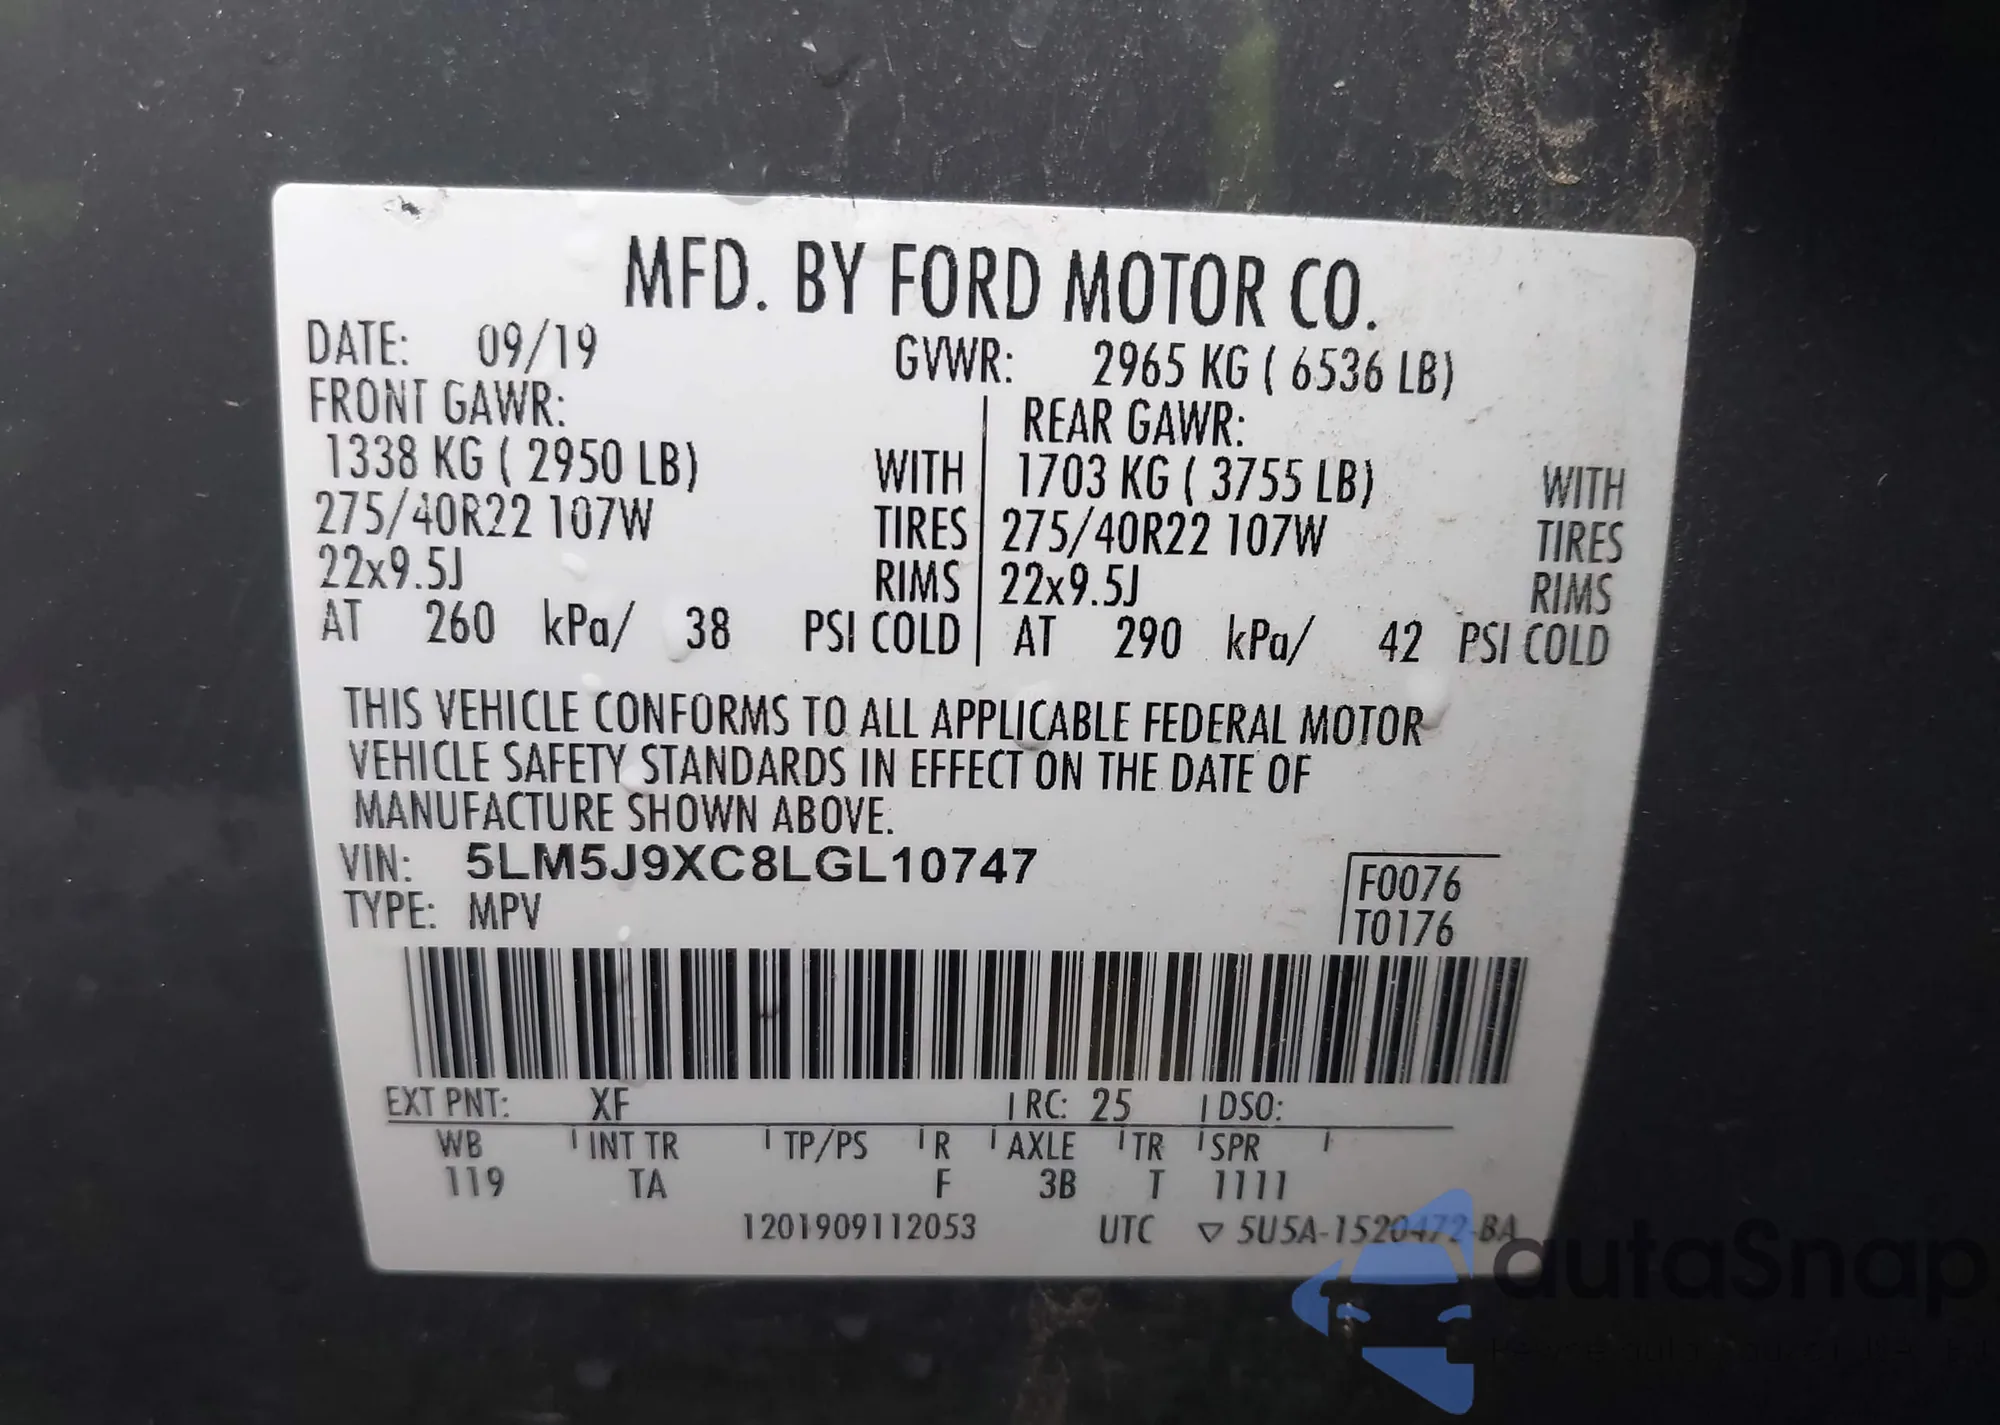 MFD. BY FORD MOTOR CO.
DATE: 09/19 GVWR: 2965 KG ( 6536 LB)
FRONT GAWR: REAR GAWR:
1338 KG ( 2950 LB) WITH 1703 KG ( 3755 LB) WITH
275/40R22 107W TIRES 275/40R22 107W TIRES
22x9.5J RIMS 22x9.5J RIMS
AT 260 kPa/ 38 PSI COLD AT 290 kPa/ 42 PSI COLD
THIS VEHICLE CONFORMS TO ALL APPLICABLE FEDERAL MOTOR
VEHICLE SAFETY STANDARDS IN EFFECT ON THE DATE OF
MANUFACTURE SHOWN ABOVE.
VIN: 5LM5J9XC8LGL10747
F0076
TYPE: MPV
T0176
EXT PNT: XF RC: 25 DSO:
WB INT TR TP/PS R AXLE TR SPR
119 TA F 3B T 1111
1201909112053 UTC ▽ 5U5A-1520472-BA
autaSnap